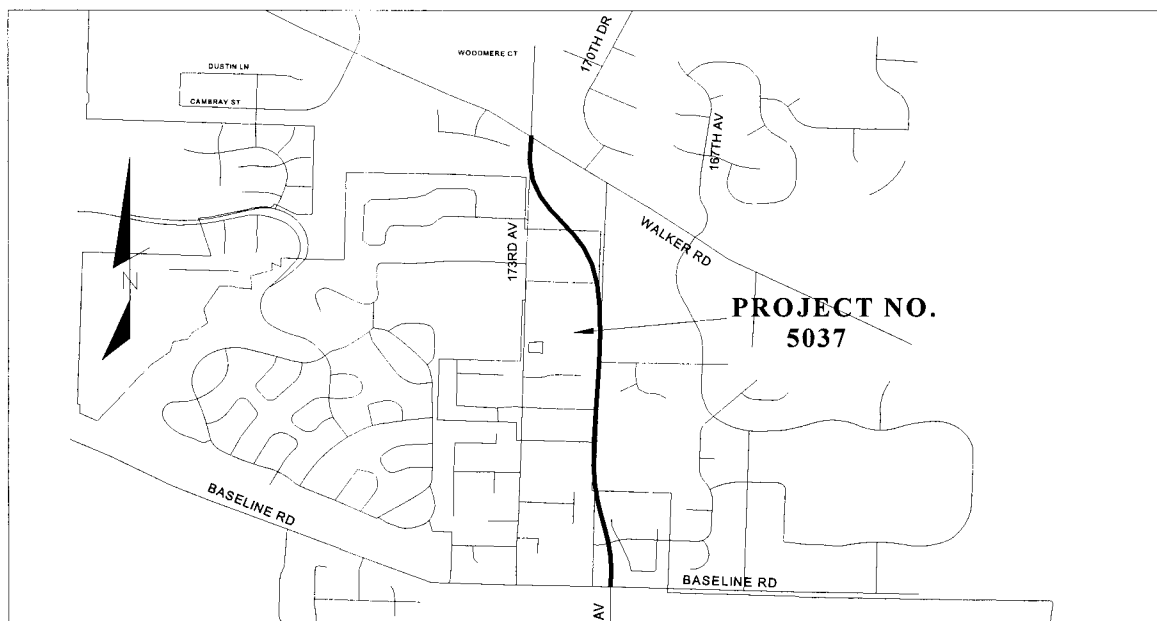 WOODMERE CT
170TH DR
DUSTIN LN
CAMBRAY ST
167TH AV
WALKER RD
173RD AV
N
PROJECT NO.
5037
BASELINE RD
BASELINE RD
AV